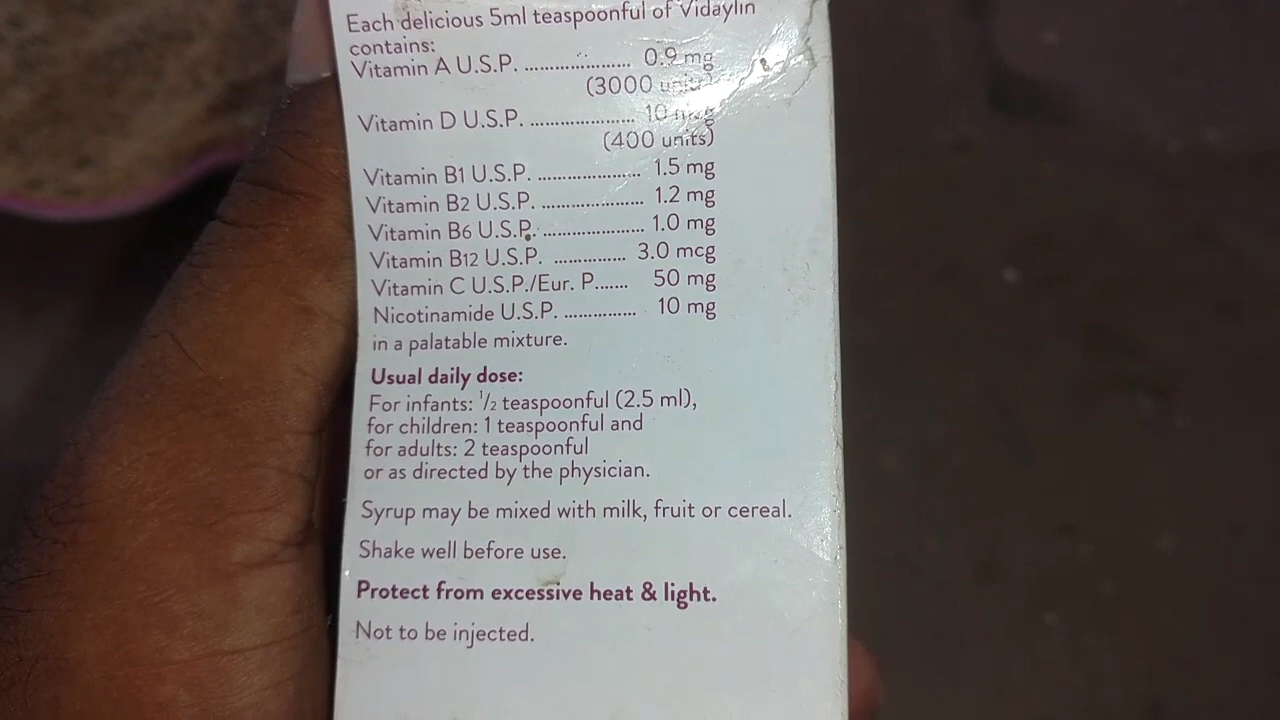 Each delicious 5ml teaspoonful of Vidaylin
contains:
Vitamin A U.S.P. ..................... 0.9 mg
(3000 units)
Vitamin D U.S.P. ..................... 10 mcg
(400 units)
Vitamin B1 U.S.P. .................... 1.5 mg
Vitamin B2 U.S.P. .................... 1.2 mg
Vitamin B6 U.S.P. .................... 1.0 mg
Vitamin B12 U.S.P. .............. 3.0 mcg
Vitamin C U.S.P./Eur. P....... 50 mg
Nicotinamide U.S.P. .............. 10 mg
in a palatable mixture.
Usual daily dose:
For infants: 1/2 teaspoonful (2.5 ml),
for children: 1 teaspoonful and
for adults: 2 teaspoonful
or as directed by the physician.
Syrup may be mixed with milk, fruit or cereal.
Shake well before use.
Protect from excessive heat & light.
Not to be injected.